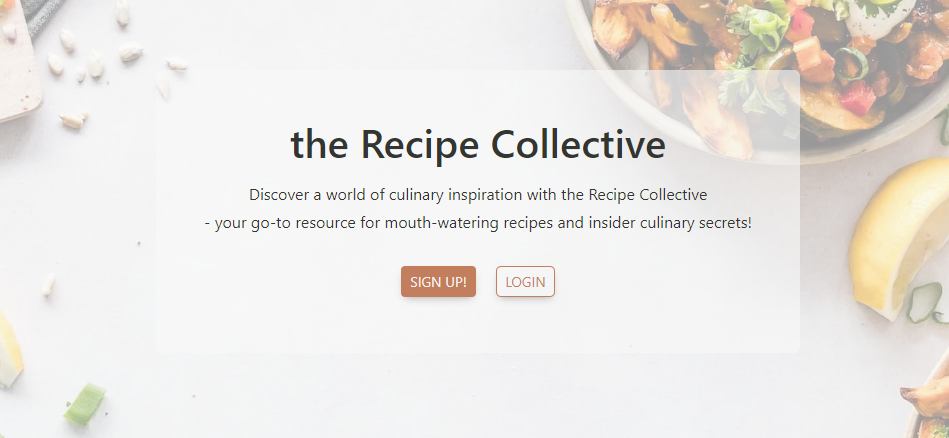 the Recipe Collective
Discover a world of culinary inspiration with the Recipe Collective
- your go-to resource for mouth-watering recipes and insider culinary secrets!
SIGN UP! LOGIN